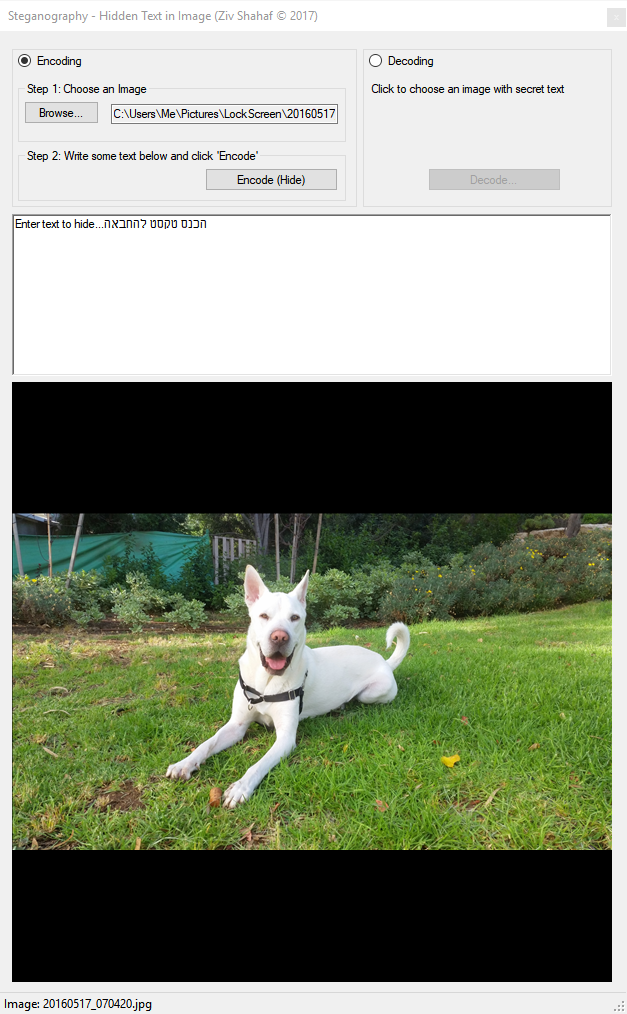 Steganography - Hidden Text in Image (Ziv Shahaf © 2017)
Encoding
Step 1: Choose an Image
Browse...
C:\Users\Me\Pictures\LockScreen\20160517
Step 2: Write some text below and click 'Encode'
Encode (Hide)
Decoding
Click to choose an image with secret text
Decode...
Enter text to hide...הכנס טקסט להחבאה
Image: 20160517_070420.jpg